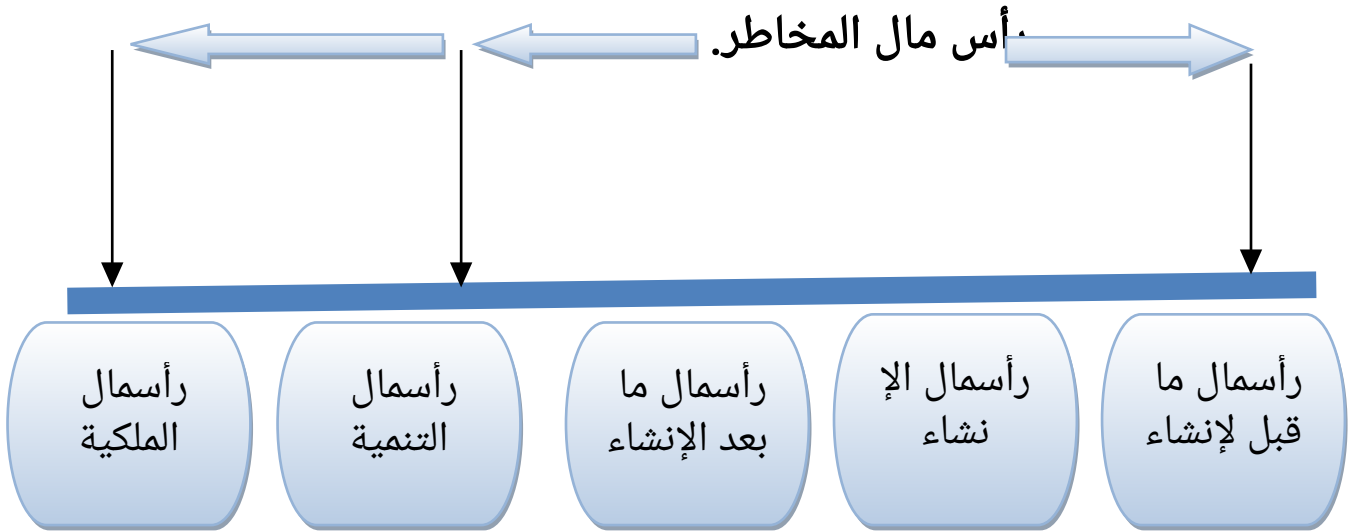 رأس مال المخاطر.
رأسمال ما
قبل لإنشاء
رأسمال الإ
نشاء
رأسمال ما
بعد الإنشاء
رأسمال
التنمية
رأسمال
الملكية